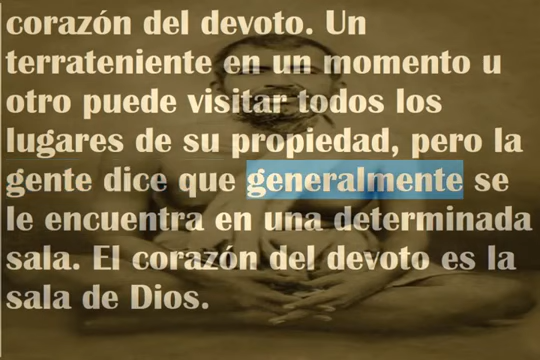 corazón del devoto. Un
terrateniente en un momento u
otro puede visitar todos los
lugares de su propiedad, pero la
gente dice que generalmente se
le encuentra en una determinada
sala. El corazón del devoto es la
sala de Dios.